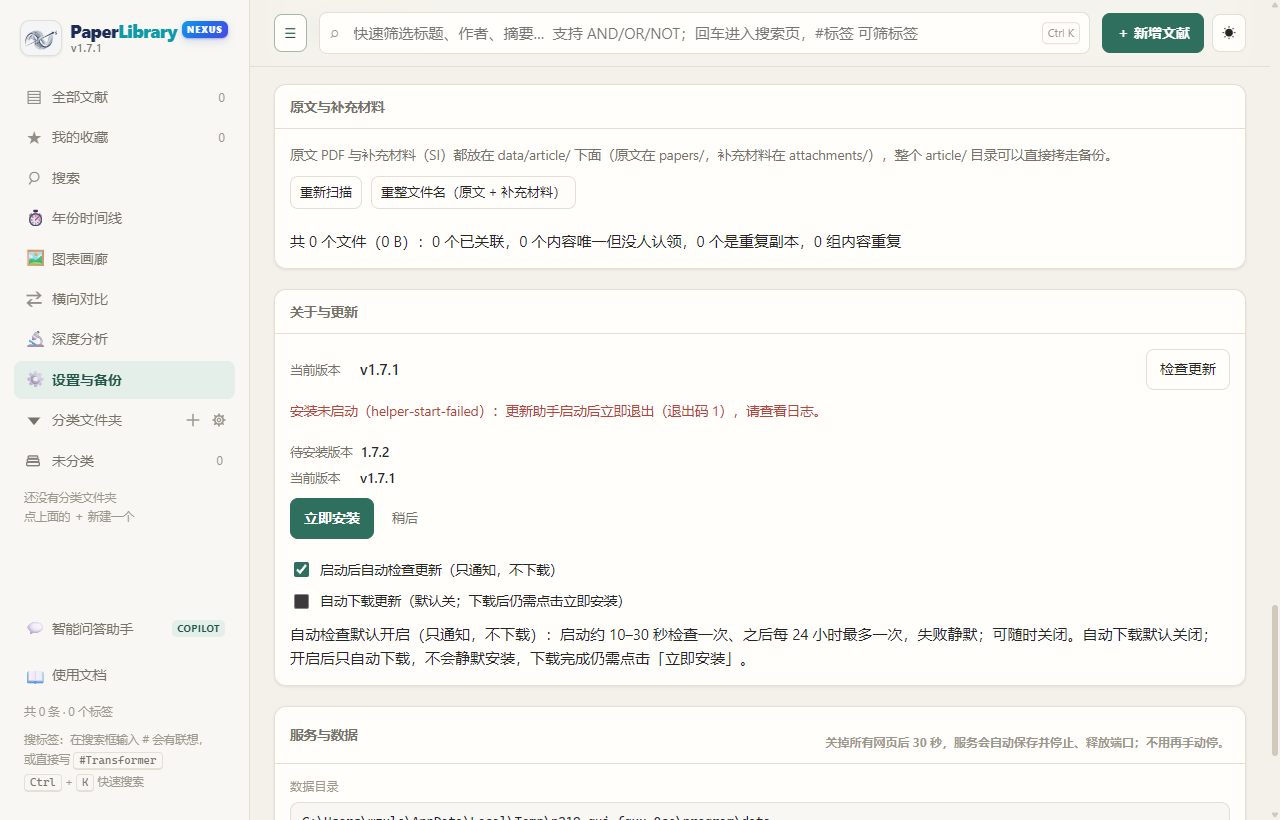 PaperLibrary NEXUS
v1.7.1
全部文献 0
我的收藏 0
搜索
年份时间线
图表画廊
横向对比
深度分析
设置与备份
分类文件夹
未分类 0
还没有分类文件夹
点上面的 + 新建一个
智能问答助手 COPILOT
使用文档
共 0 条 · 0 个标签
搜标签：在搜索框输入 # 会有联想，
或直接写 #Transformer
Ctrl + K 快速搜索
快速筛选标题、作者、摘要... 支持 AND/OR/NOT；回车进入搜索页，#标签 可筛标签 Ctrl K
+ 新增文献
原文与补充材料
原文 PDF 与补充材料（SI）都放在 data/article/ 下面（原文在 papers/，补充材料在 attachments/），整个 article/ 目录可以直接拷走备份。
重新扫描 重整文件名（原文 + 补充材料）
共 0 个文件（0 B）：0 个已关联，0 个内容唯一但没人认领，0 个是重复副本，0 组内容重复
关于与更新
当前版本 v1.7.1 检查更新
安装未启动（helper-start-failed）：更新助手启动后立即退出（退出码 1），请查看日志。
待安装版本 1.7.2
当前版本 v1.7.1
立即安装 稍后
启动后自动检查更新（只通知，不下载）
自动下载更新（默认关；下载后仍需点击立即安装）
自动检查默认开启（只通知，不下载）：启动约 10–30 秒检查一次、之后每 24 小时最多一次，失败静默；可随时关闭。自动下载默认关闭；
开启后只自动下载，不会静默安装，下载完成仍需点击「立即安装」。
服务与数据
关掉所有网页后 30 秒，服务会自动保存并停止、释放端口；不用再手动停。
数据目录